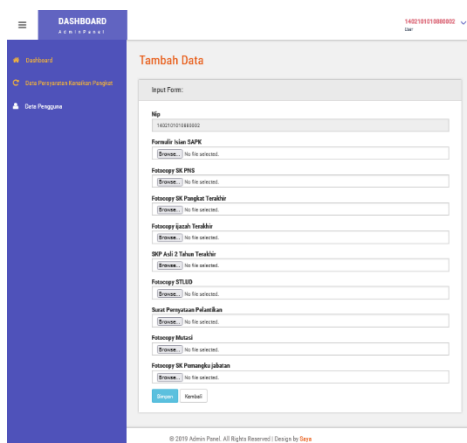 DASHBOARD
AdminPanel
Dashboard
Data Persyaratan Kenaikan Pangkat
Data Pengguna
User
Tambah Data
Input Form:
Nip
Formulir Isian SAPK
Browse... No file selected.
Fotocopy SK PNS
Browse... No file selected.
Fotocopy SK Pangkat Terakhir
Browse... No file selected.
Fotocopy ijazah Terakhir
Browse... No file selected.
SKP Asli 2 Tahun Terakhir
Browse... No file selected.
Fotocopy STLUD
Browse... No file selected.
Surat Pernyataan Pelantikan
Browse... No file selected.
Fotocopy Mutasi
Browse... No file selected.
Fotocopy SK Pemangku jabatan
Browse... No file selected.
Simpan Kembali
© 2019 Admin Panel. All Rights Reserved | Design by Daya